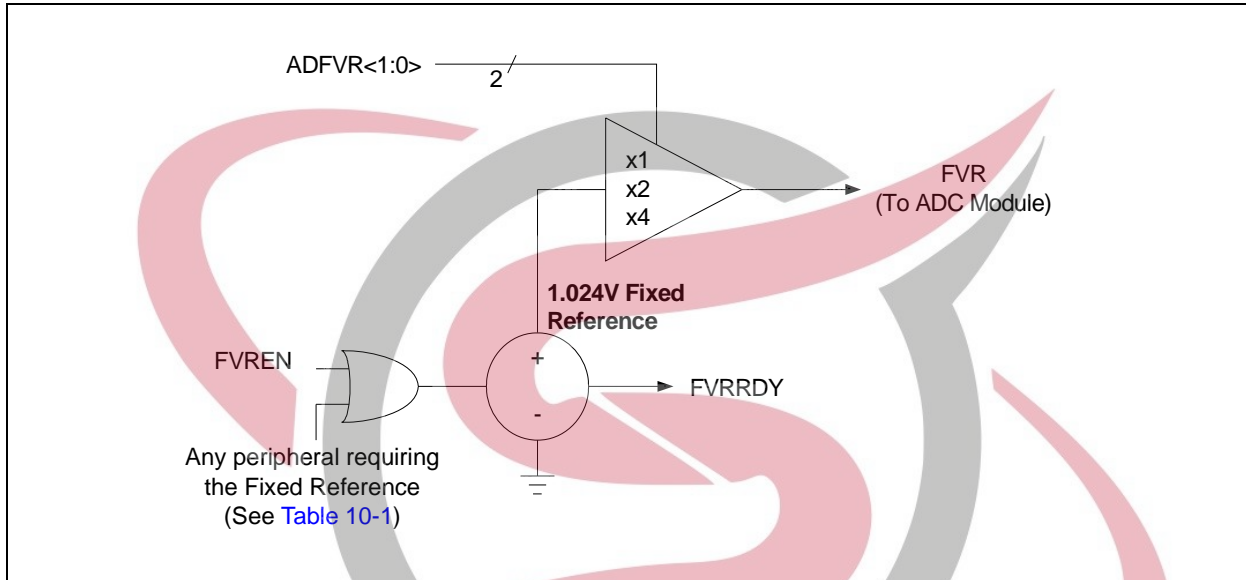 ADFVR<1:0>
2
x1
x2
x4
FVR
(To ADC Module)
1.024V Fixed
Reference
FVREN
+
-
FVRRDY
Any peripheral requiring
the Fixed Reference
(See Table 10-1)